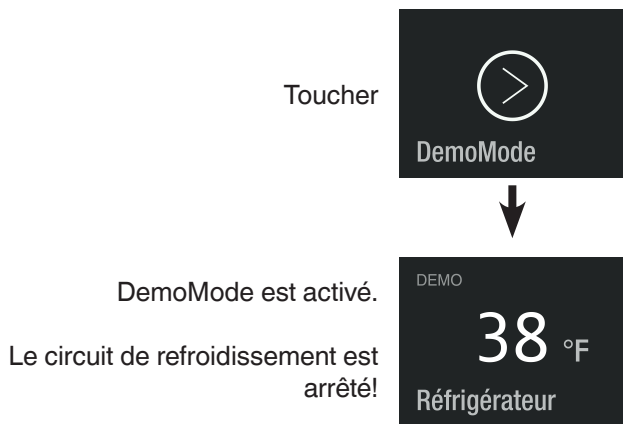 Toucher
DemoMode
DemoMode est activé.
Le circuit de refroidissement est
arrêté!
DEMO
38 °F
Réfrigérateur